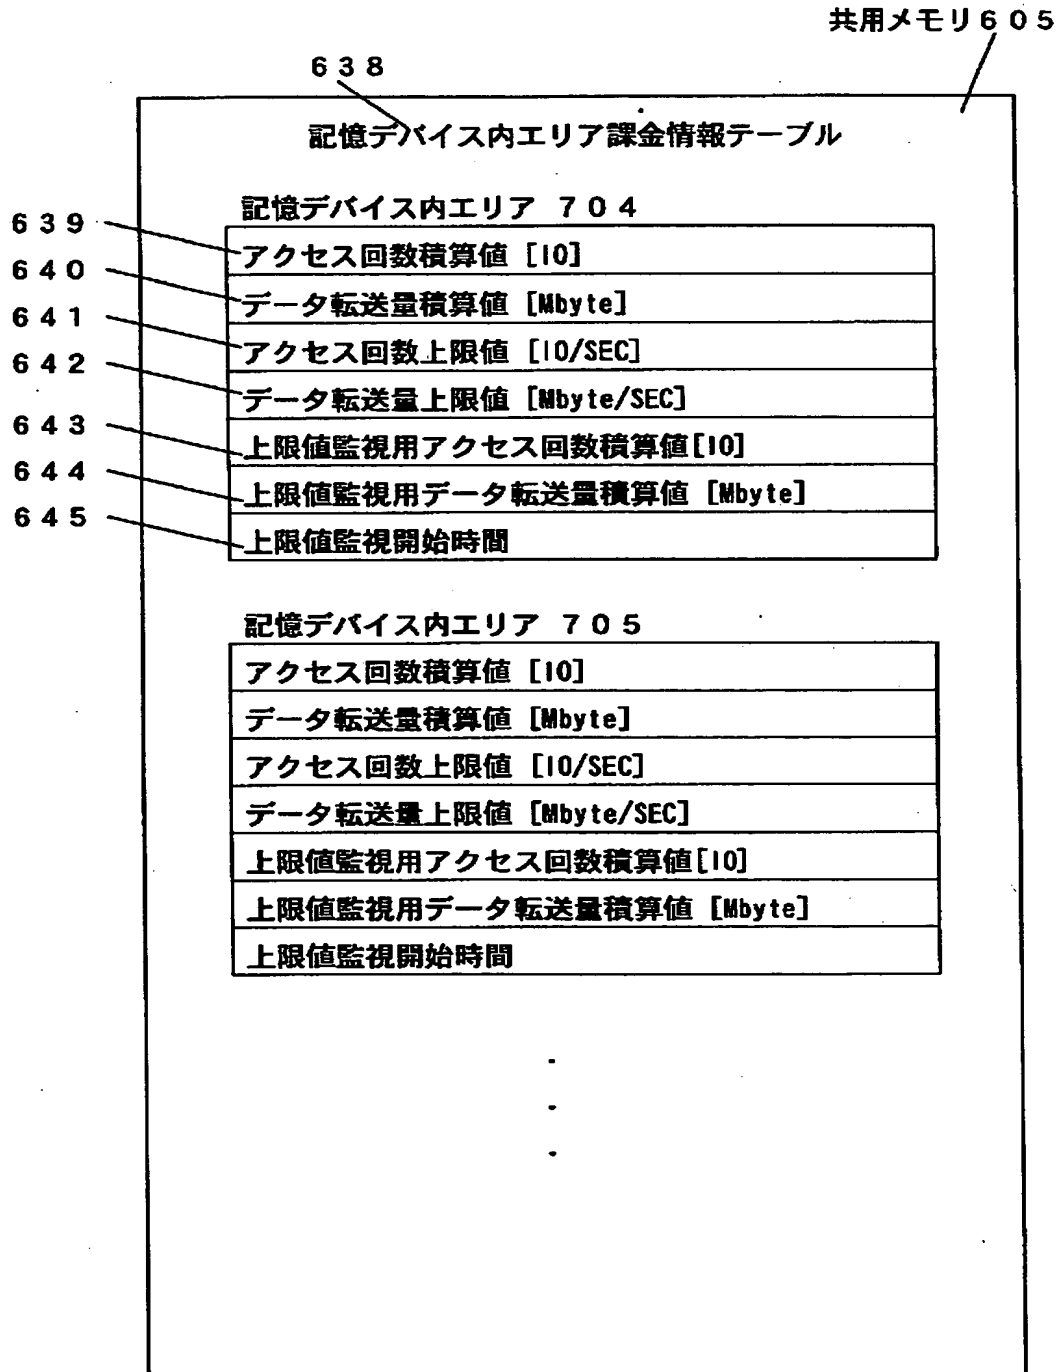 共用メモリ605
638
記憶デバイス内エリア課金情報テーブル
記憶デバイス内エリア 704
639
アクセス回数積算値 [IO]
640
データ転送量積算値 [Mbyte]
641
アクセス回数上限値 [IO/SEC]
642
データ転送量上限値 [Mbyte/SEC]
643
上限値監視用アクセス回数積算値[IO]
644
上限値監視用データ転送量積算値 [Mbyte]
645
上限値監視開始時間
記憶デバイス内エリア 705
アクセス回数積算値 [IO]
データ転送量積算値 [Mbyte]
アクセス回数上限値 [IO/SEC]
データ転送量上限値 [Mbyte/SEC]
上限値監視用アクセス回数積算値[IO]
上限値監視用データ転送量積算値 [Mbyte]
上限値監視開始時間